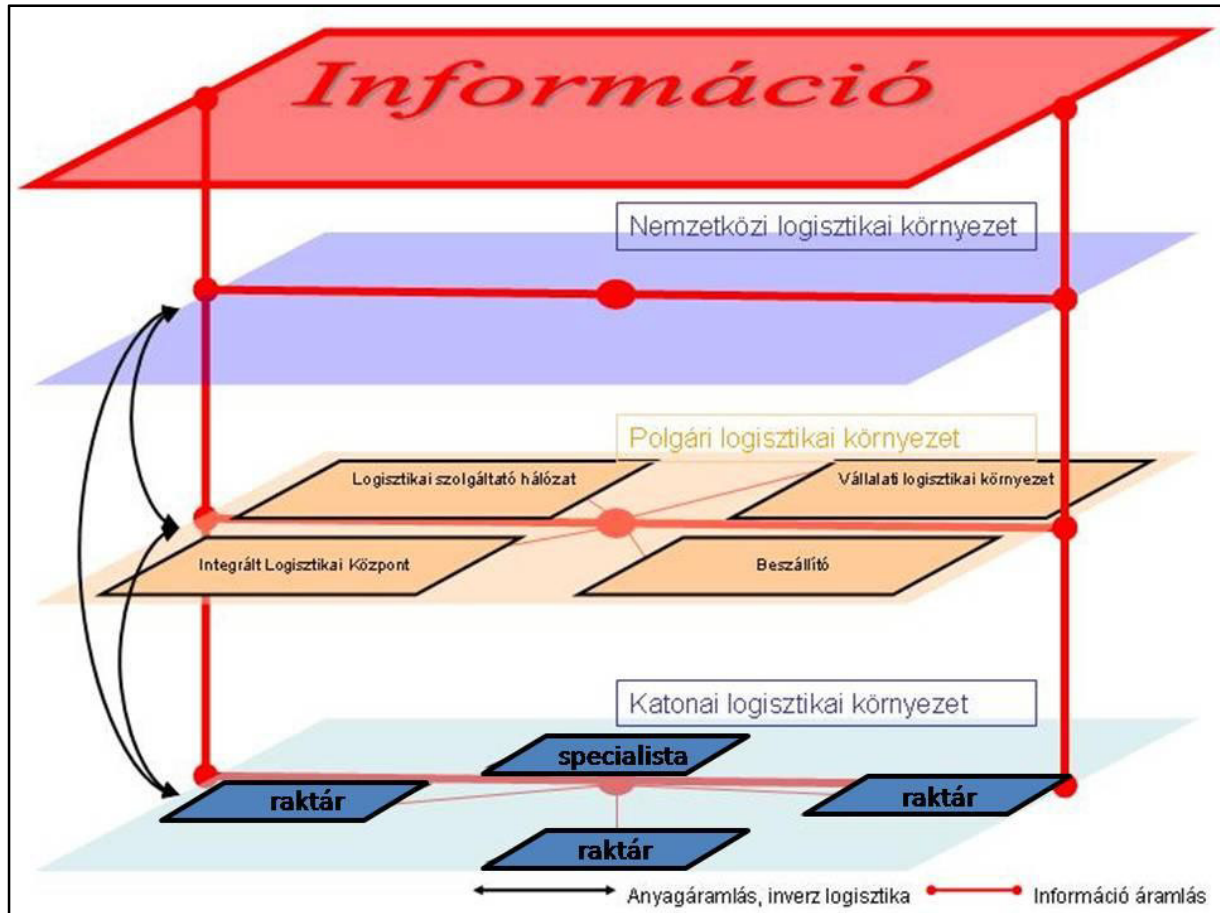 Információ
Nemzetközi logisztikai környezet
Polgári logisztikai környezet
Logisztikai szolgáltató hálózat
Vállalati logisztikai környezet
Integrált Logisztikai Központ
Beszállító
Katonai logisztikai környezet
specialista
raktár
raktár
raktár
Anyagáramlás, inverz logisztika
Információ áramlás